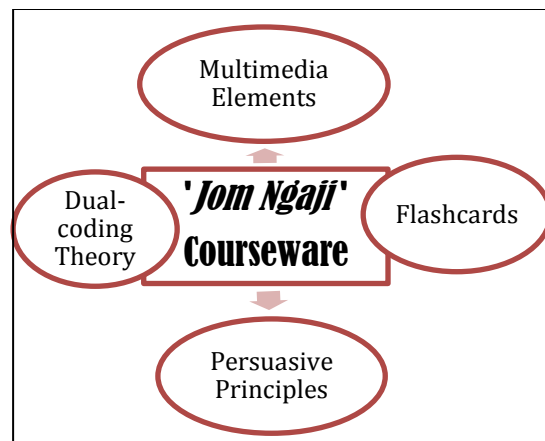 Multimedia
Elements
Dual-
coding
Theory
'Jom Ngaji'
Courseware
Flashcards
Persuasive
Principles